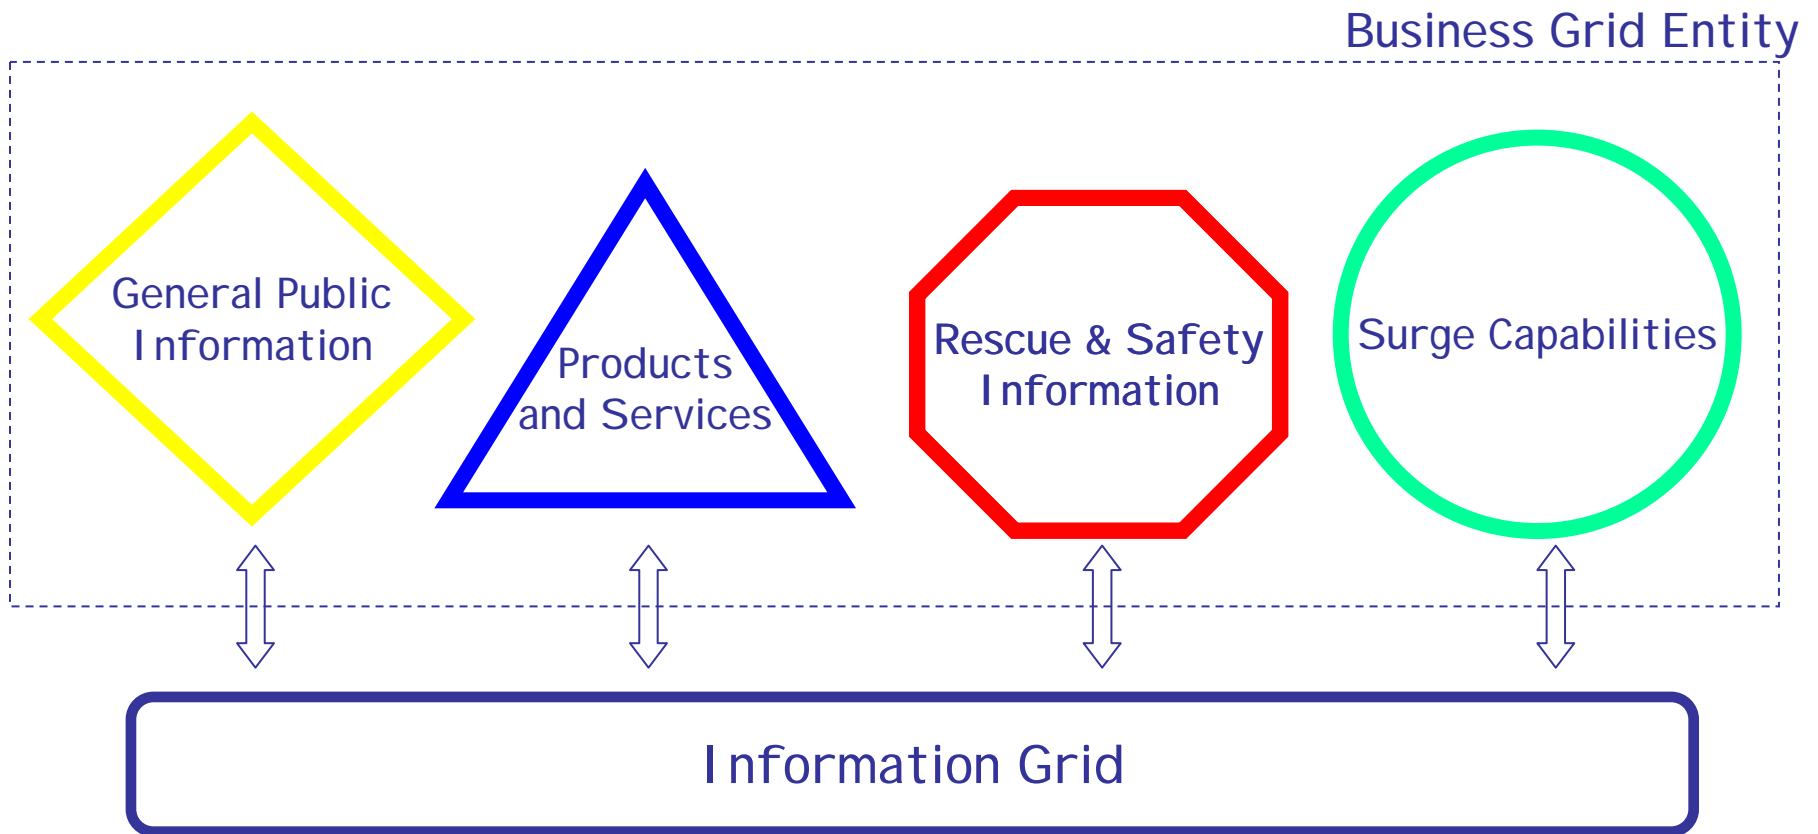 Business Grid Entity
General Public
Information
Products
and Services
Rescue & Safety
Information
Surge Capabilities
Information Grid